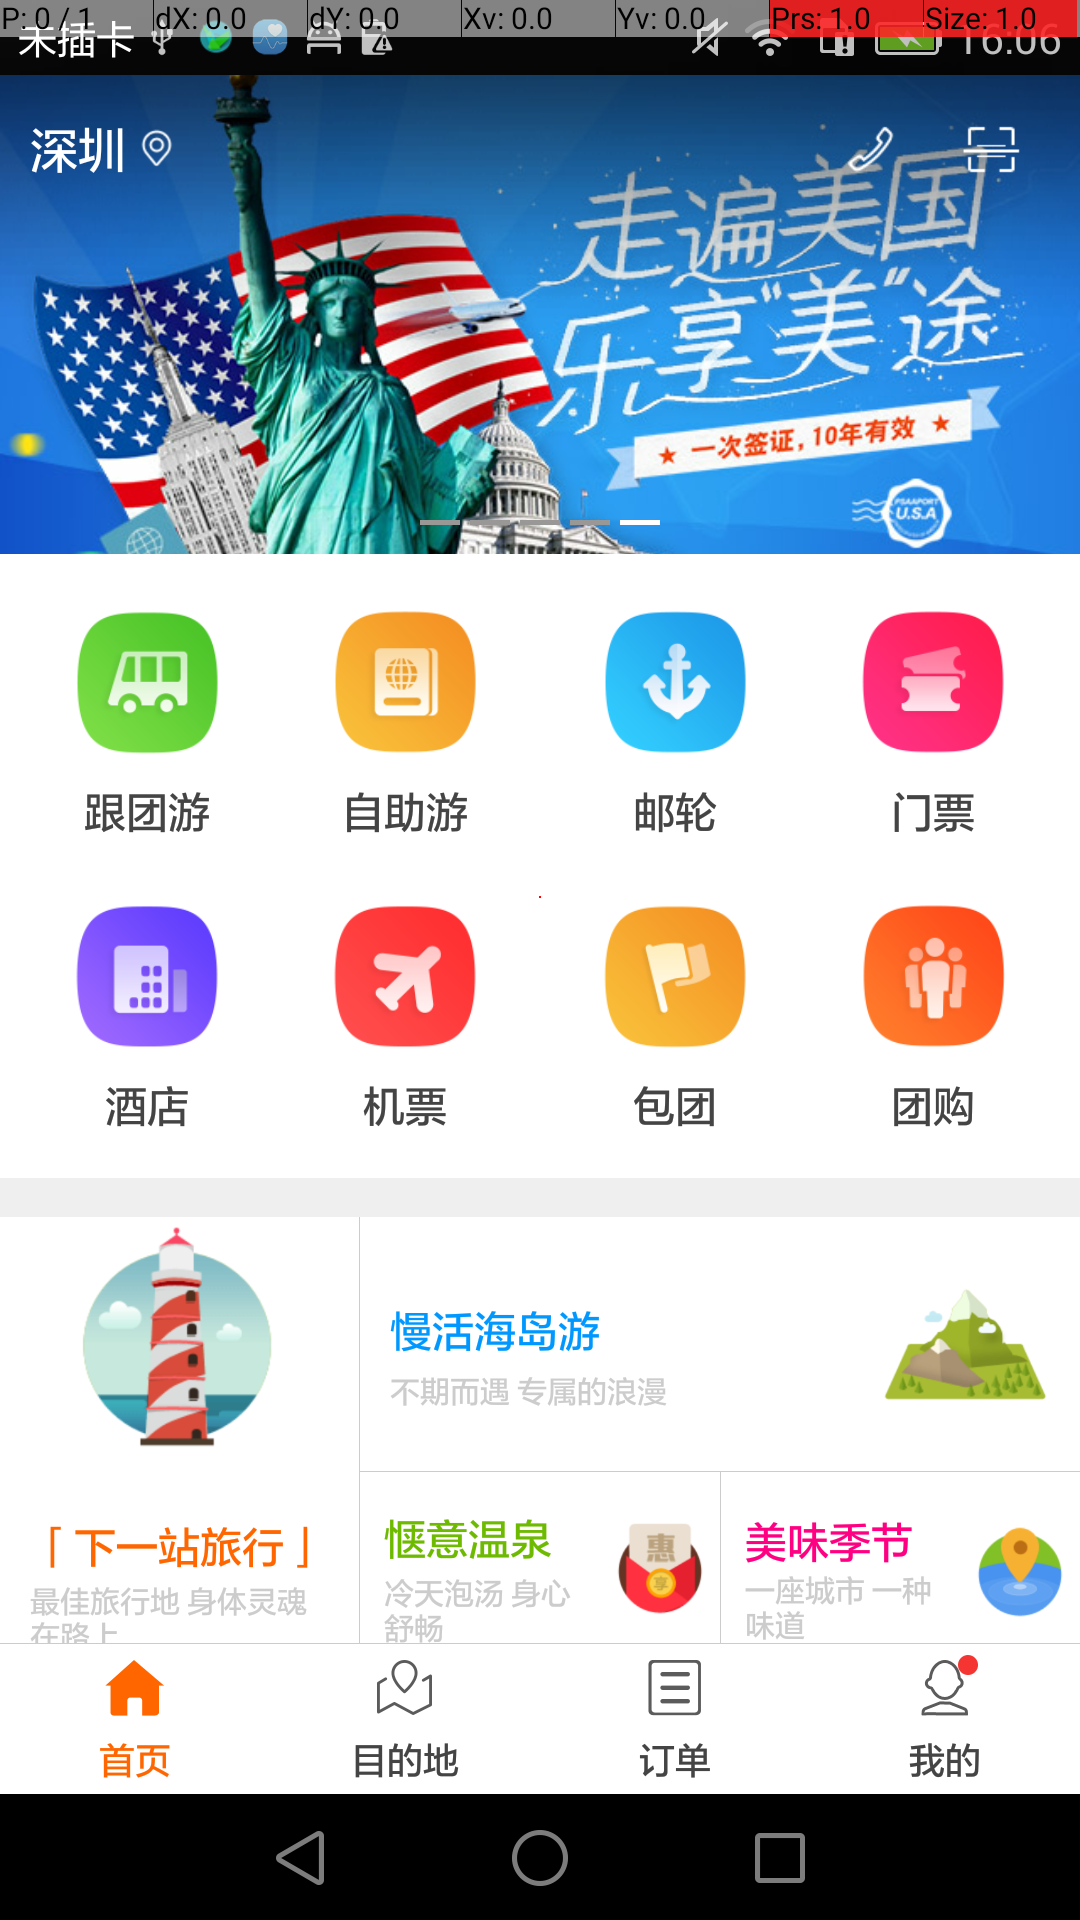 P: 0 / 1 dX: 0.0 dY: 0.0 Xv: 0.0 Yv: 0.0 Prs: 1.0 Size: 1.0
未插卡 16:06
深圳
走遍美国
乐享“美”途
★ 一次签证,10年有效 ★
U.S.A
跟团游 自助游 邮轮 门票
酒店 机票 包团 团购
慢活海岛游
不期而遇 专属的浪漫
「下一站旅行」
最佳旅行地 身体灵魂
在路上
惬意温泉
冷天泡汤 身心
舒畅
惠
享
美味季节
一座城市 一种
味道
首页 目的地 订单 我的